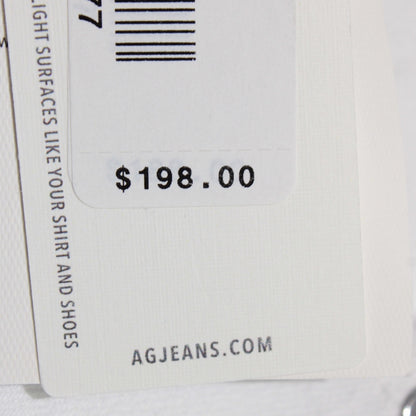 77
$198.00
LIGHT SURFACES LIKE YOUR SHIRT AND SHOES
AGJEANS.COM